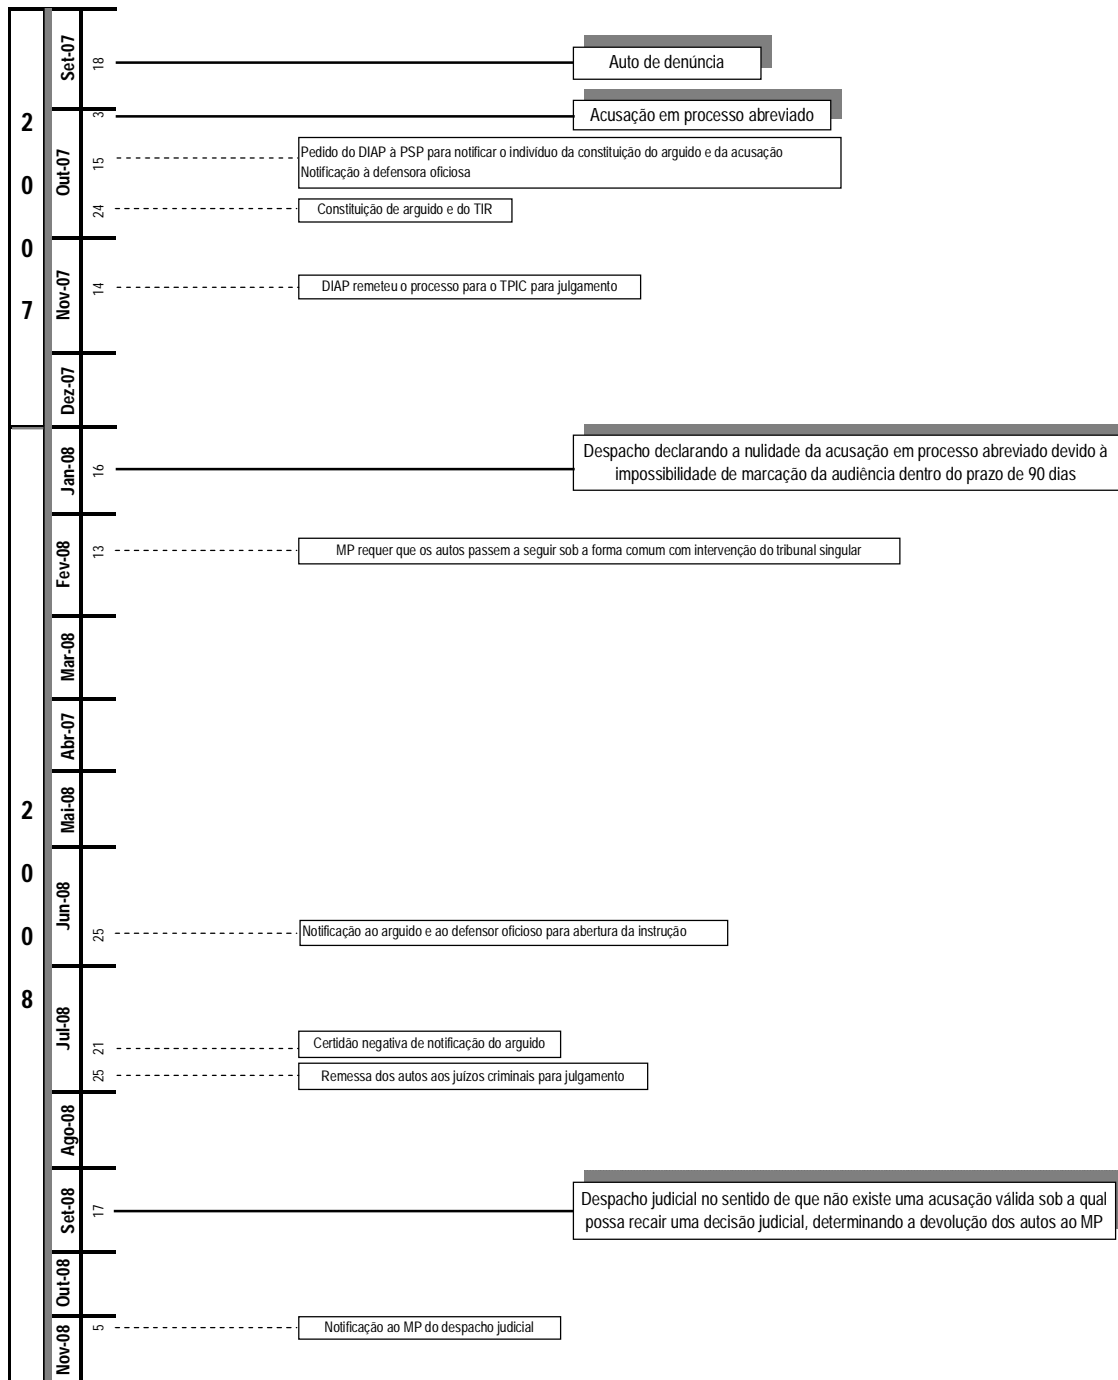 2007
Set-07
18
Auto de denúncia
Out-07
3
Acusação em processo abreviado
15
Pedido do DIAP à PSP para notificar o indivíduo da constituição do arguido e da acusação
Notificação à defensora oficiosa
24
Constituição de arguido e do TIR
Nov-07
14
DIAP remeteu o processo para o TPIC para julgamento
Dez-07
2008
Jan-08
16
Despacho declarando a nulidade da acusação em processo abreviado devido à
impossibilidade de marcação da audiência dentro do prazo de 90 dias
Fev-08
13
MP requer que os autos passem a seguir sob a forma comum com intervenção do tribunal singular
Mar-08
Abr-07
Mai-08
Jun-08
25
Notificação ao arguido e ao defensor oficioso para abertura da instrução
Jul-08
21
Certidão negativa de notificação do arguido
25
Remessa dos autos aos juízos criminais para julgamento
Ago-08
Set-08
17
Despacho judicial no sentido de que não existe uma acusação válida sob a qual
possa recair uma decisão judicial, determinando a devolução dos autos ao MP
Out-08
Nov-08
5
Notificação ao MP do despacho judicial